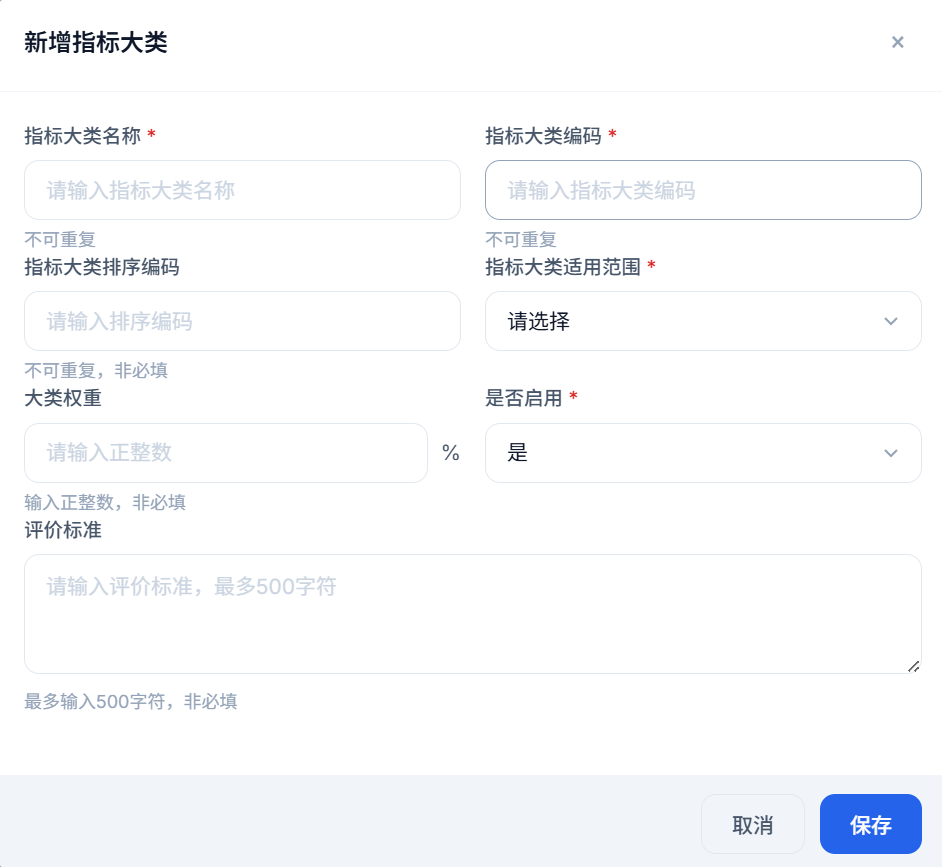 新增指标大类
×
指标大类名称 *
指标大类编码 *
请输入指标大类名称
请输入指标大类编码
不可重复
不可重复
指标大类排序编码
指标大类适用范围 *
请输入排序编码
请选择
不可重复，非必填
大类权重
是否启用 *
请输入正整数
%
是
输入正整数，非必填
评价标准
请输入评价标准，最多500字符
最多输入500字符，非必填
取消
保存